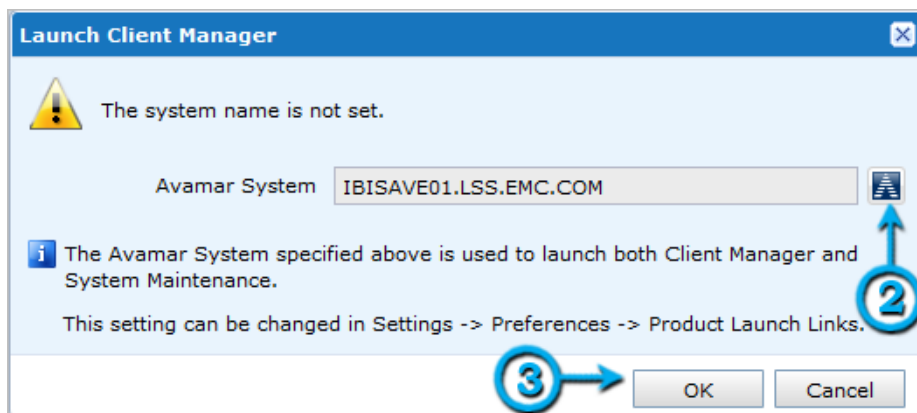 Launch Client Manager
The system name is not set.
Avamar System IBISAVE01.LSS.EMC.COM
The Avamar System specified above is used to launch both Client Manager and
System Maintenance.
2
This setting can be changed in Settings -> Preferences -> Product Launch Links.
3
OK Cancel